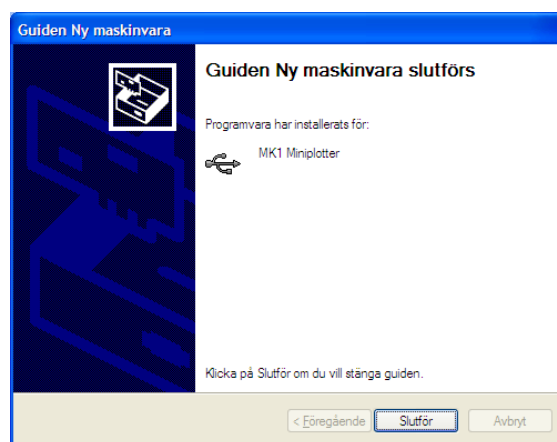 Guiden Ny maskinvara
Guiden Ny maskinvara slutförs
Programvara har installerats för:
MK1 Miniplotter
Klicka på Slutför om du vill stänga guiden.
< Föregående
Slutför
Avbryt